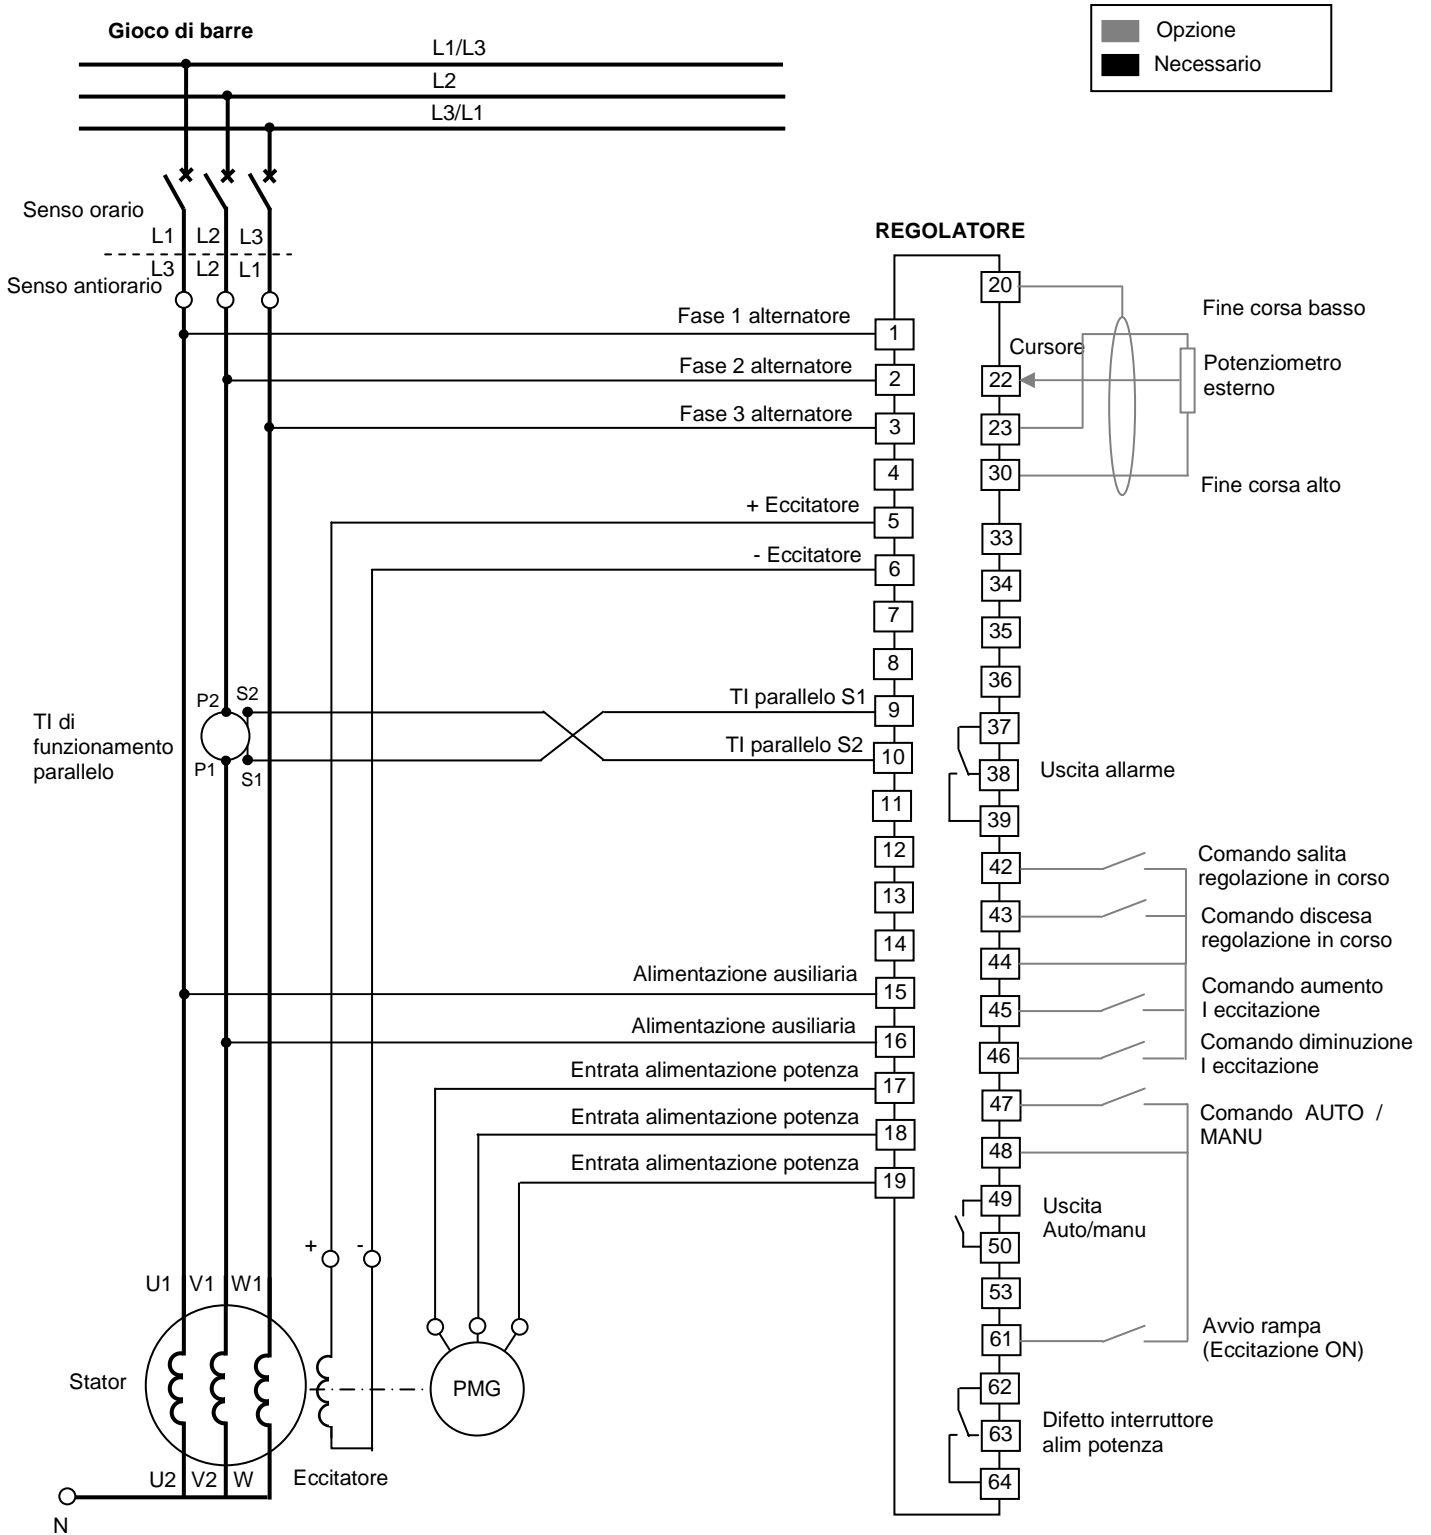 Gioco di barre
L1/L3
L2
L3/L1
Opzione
Necessario
Senso orario
L1 L2 L3
L3 L2 L1
Senso antiorario
REGOLATORE
Fase 1 alternatore
1
Fase 2 alternatore
2
Fase 3 alternatore
3
4
+ Eccitatore
5
- Eccitatore
6
7
8
TI parallelo S1
9
TI parallelo S2
10
11
12
13
14
Alimentazione ausiliaria
15
Alimentazione ausiliaria
16
Entrata alimentazione potenza
17
Entrata alimentazione potenza
18
Entrata alimentazione potenza
19
20
Fine corsa basso
Cursore
22
Potenziometro
esterno
23
30
Fine corsa alto
33
34
35
36
37
38
Uscita allarme
39
42
Comando salita
regolazione in corso
43
Comando discesa
regolazione in corso
44
45
Comando aumento
I eccitazione
46
Comando diminuzione
I eccitazione
47
Comando AUTO /
MANU
48
49
Uscita
Auto/manu
50
53
61
Avvio rampa
(Eccitazione ON)
62
63
Difetto interruttore
alim potenza
64
P2 S2
TI di
funzionamento
parallelo
P1 S1
+ -
U1 V1 W1
Stator
PMG
U2 V2 W
Eccitatore
N